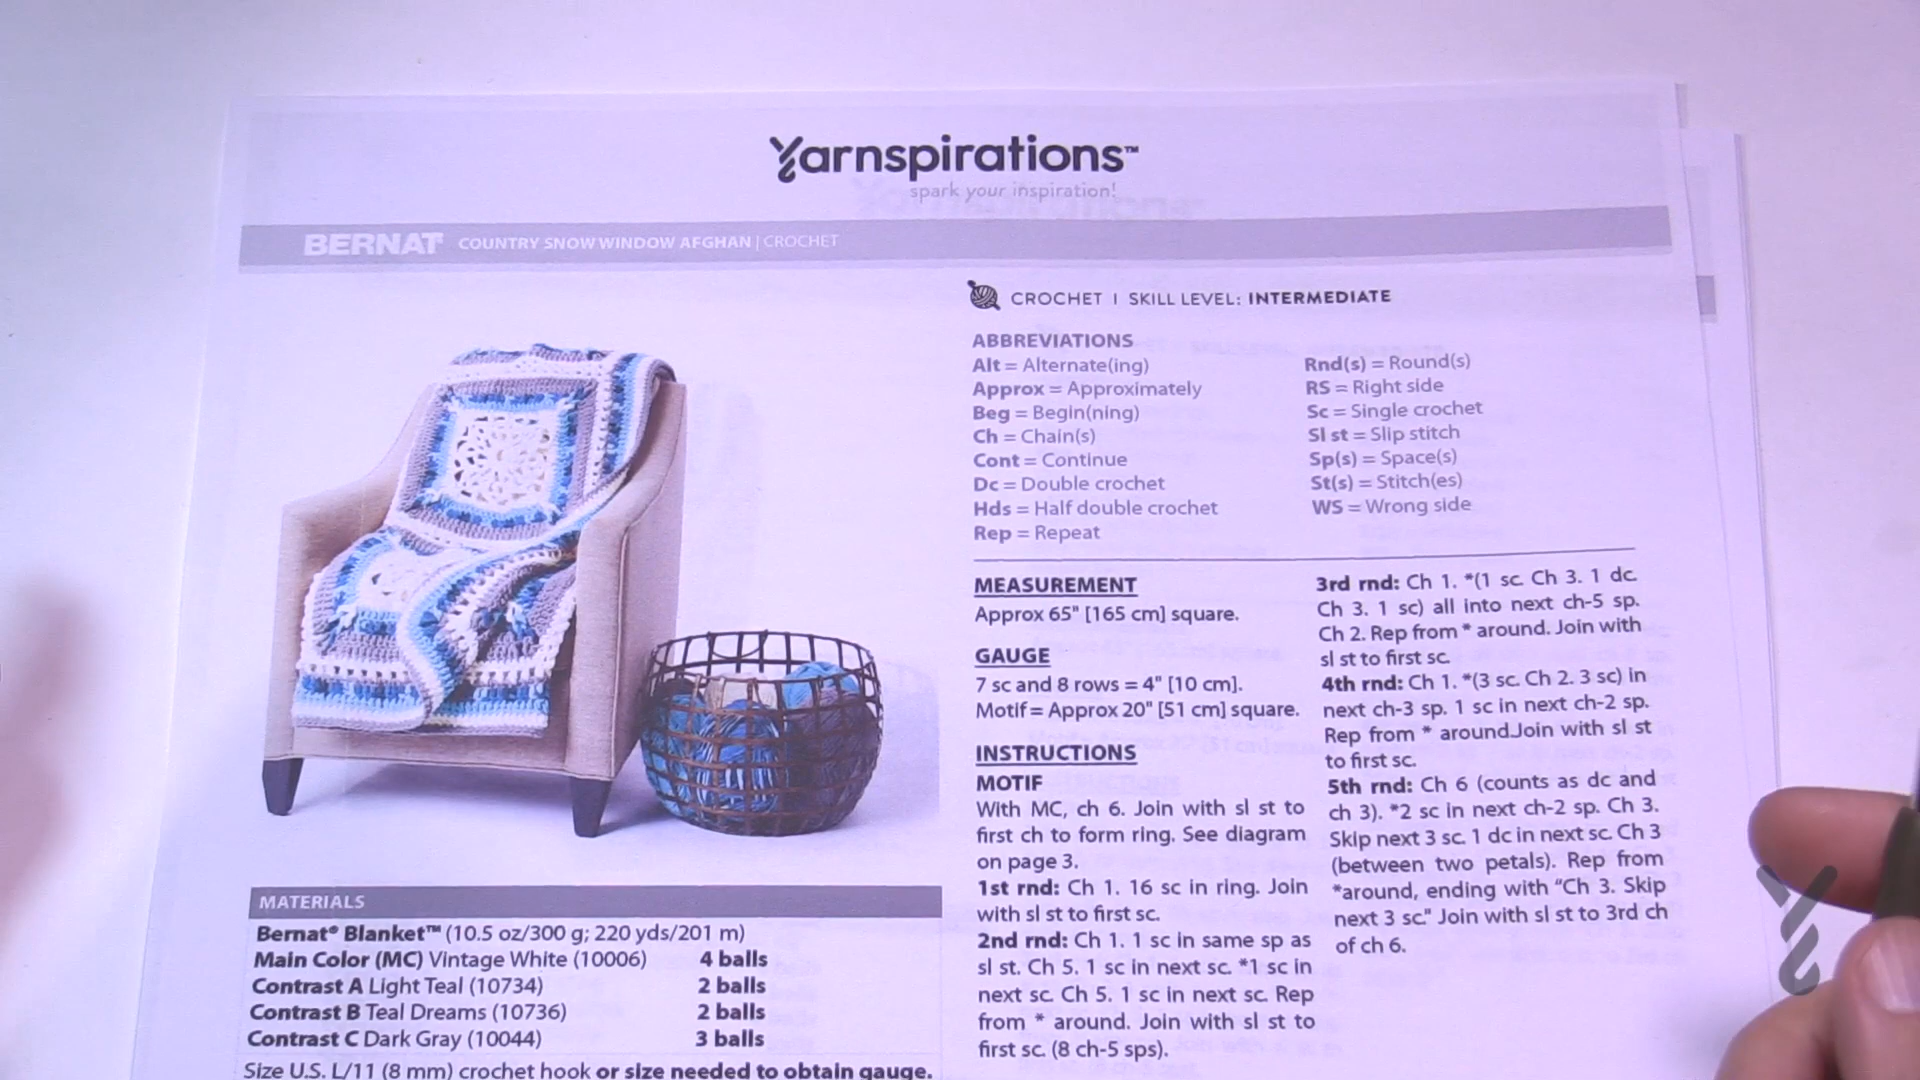 Yarnspirations™
spark your inspiration!
BERNAT COUNTRY SNOW WINDOW AFGHAN | CROCHET
CROCHET | SKILL LEVEL: INTERMEDIATE
ABBREVIATIONS
Alt = Alternate(ing)
Approx = Approximately
Beg = Begin(ning)
Ch = Chain(s)
Cont = Continue
Dc = Double crochet
Hds = Half double crochet
Rep = Repeat
Rnd(s) = Round(s)
RS = Right side
Sc = Single crochet
Sl st = Slip stitch
Sp(s) = Space(s)
St(s) = Stitch(es)
WS = Wrong side
MATERIALS
Bernat® Blanket™ (10.5 oz/300 g; 220 yds/201 m)
Main Color (MC) Vintage White (10006) 4 balls
Contrast A Light Teal (10734) 2 balls
Contrast B Teal Dreams (10736) 2 balls
Contrast C Dark Gray (10044) 3 balls
Size U.S. L/11 (8 mm) crochet hook or size needed to obtain gauge.
MEASUREMENT
Approx 65" [165 cm] square.
GAUGE
7 sc and 8 rows = 4" [10 cm].
Motif = Approx 20" [51 cm] square.
INSTRUCTIONS
MOTIF
With MC, ch 6. Join with sl st to
first ch to form ring. See diagram
on page 3.
1st rnd: Ch 1. 16 sc in ring. Join
with sl st to first sc.
2nd rnd: Ch 1. 1 sc in same sp as
sl st. Ch 5. 1 sc in next sc. *1 sc in
next sc. Ch 5. 1 sc in next sc. Rep
from * around. Join with sl st to
first sc. (8 ch-5 sps).
3rd rnd: Ch 1. *(1 sc. Ch 3. 1 dc.
Ch 3. 1 sc) all into next ch-5 sp.
Ch 2. Rep from * around. Join with
sl st to first sc.
4th rnd: Ch 1. *(3 sc. Ch 2. 3 sc) in
next ch-3 sp. 1 sc in next ch-2 sp.
Rep from * around.Join with sl st
to first sc.
5th rnd: Ch 6 (counts as dc and
ch 3). *2 sc in next ch-2 sp. Ch 3.
Skip next 3 sc. 1 dc in next sc. Ch 3
(between two petals). Rep from
*around, ending with "Ch 3. Skip
next 3 sc." Join with sl st to 3rd ch
of ch 6.